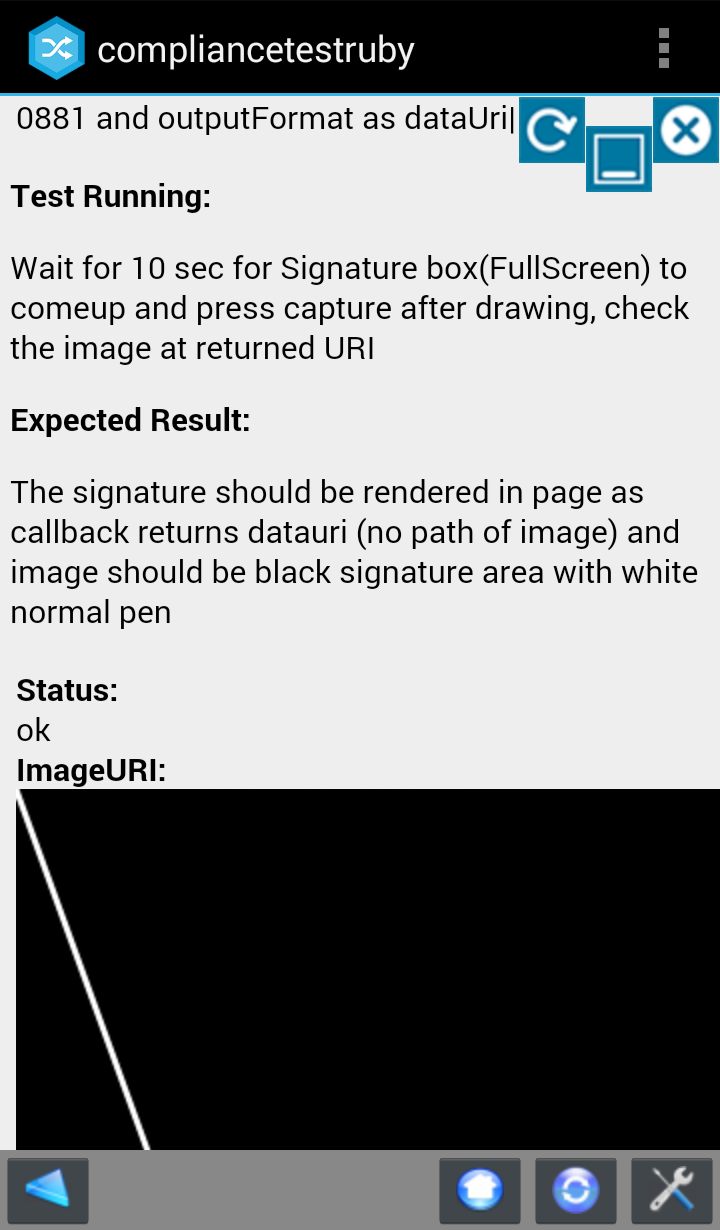 compliancetestruby
0881 and outputFormat as dataUri|
Test Running:
Wait for 10 sec for Signature box(FullScreen) to
comeup and press capture after drawing, check
the image at returned URI
Expected Result:
The signature should be rendered in page as
callback returns datauri (no path of image) and
image should be black signature area with white
normal pen
Status:
ok
ImageURI: